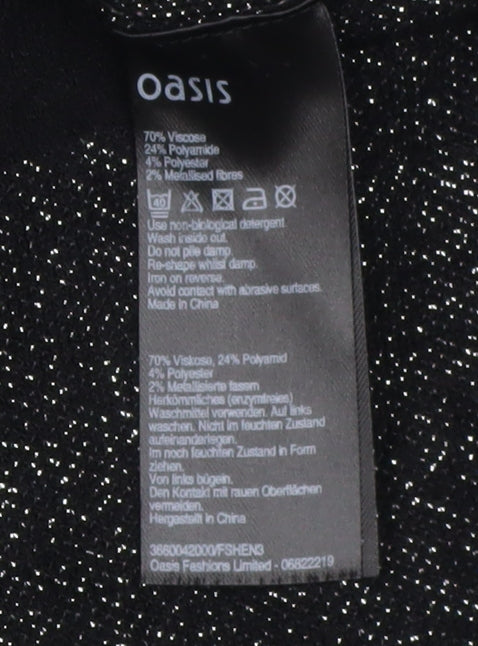 oasis
70% Viscose
24% Polyamide
4% Polyester
2% Metallised fibres
40
Use non-biological detergent.
Wash inside out.
Do not pile damp.
Re-shape whilst damp.
Iron on reverse.
Avoid contact with abrasive surfaces.
Made in China
70% Viskose, 24% Polyamid
4% Polyester
2% Metallisierte fasern
Herkömmliches (enzymfreies)
Waschmittel verwenden. Auf links
waschen. Nicht im feuchten Zustand
aufeinanderlegen.
Im noch feuchten Zustand in Form
ziehen.
Von links bügeln.
Den Kontakt mit rauen Oberflächen
vermeiden.
Hergestellt in China
3660042000/FSHEN3
Oasis Fashions Limited - 06822219